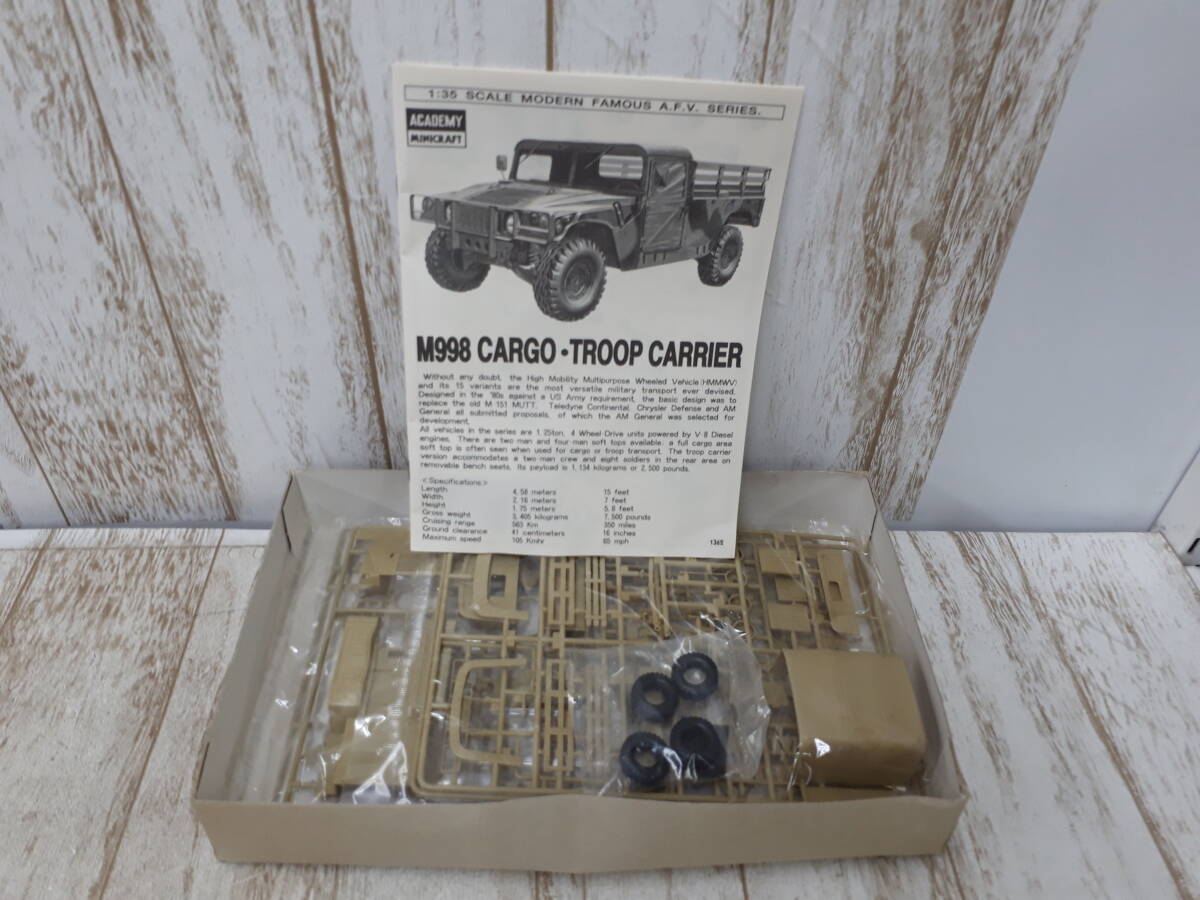 1:35 SCALE MODERN FAMOUS A.F.V. SERIES.
ACADEMY
MINICRAFT
M998 CARGO・TROOP CARRIER
Without any doubt, the High Mobility Multipurpose Wheeled Vehicle (HMMWV)
and its 15 variants are the most versatile military transport ever devised.
Designed in the '80s against a US Army requirement, the basic design was to
replace the old M 151 MUTT. Teledyne Continental, Chrysler Defense and AM
General all submitted proposals, of which the AM General was selected for
development.
All vehicles in the series are 1.25ton, 4 Wheel-Drive units powered by V-8 Diesel
engines. There are two man and four-man soft tops available, a full cargo area
soft top is often seen when used for cargo or troop transport. The troop carrier
version accommodates a two man crew and eight soldiers in the rear area on
removable bench seats. Its payload is 1,134 kilograms or 2,500 pounds.
<Specifications>
Length 4.58 meters 15 feet
Width 2.16 meters 7 feet
Height 1.75 meters 5.8 feet
Gross weight 3,405 kilograms 7,500 pounds
Cruising range 563 Km 350 miles
Ground clearance 41 centimeters 16 inches
Maximum speed 105 Kmhr 65 mph
1365